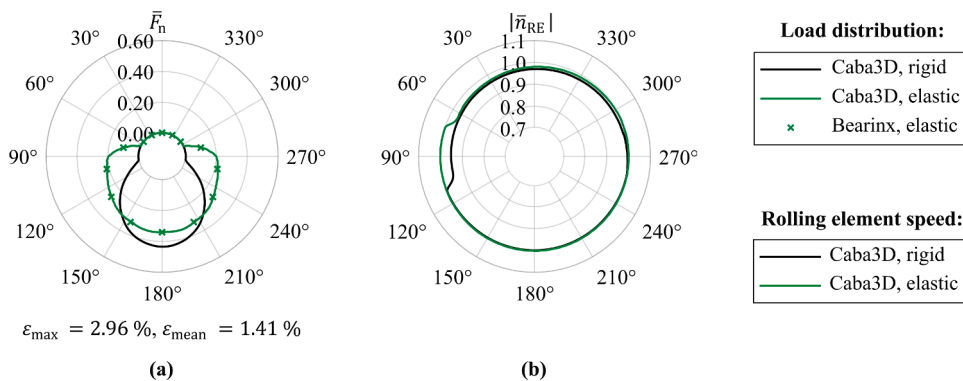 F̄ₙ
0.60
0.40
0.20
0.00
30°
330°
60°
300°
90°
270°
120°
240°
150°
210°
180°
ε_max = 2.96 %, ε_mean = 1.41 %
(a)
|n̄_RE|
1.1
1.0
0.9
0.8
0.7
30°
330°
60°
300°
90°
270°
120°
240°
150°
210°
180°
(b)
Load distribution:
Caba3D, rigid
Caba3D, elastic
Bearinx, elastic
Rolling element speed:
Caba3D, rigid
Caba3D, elastic